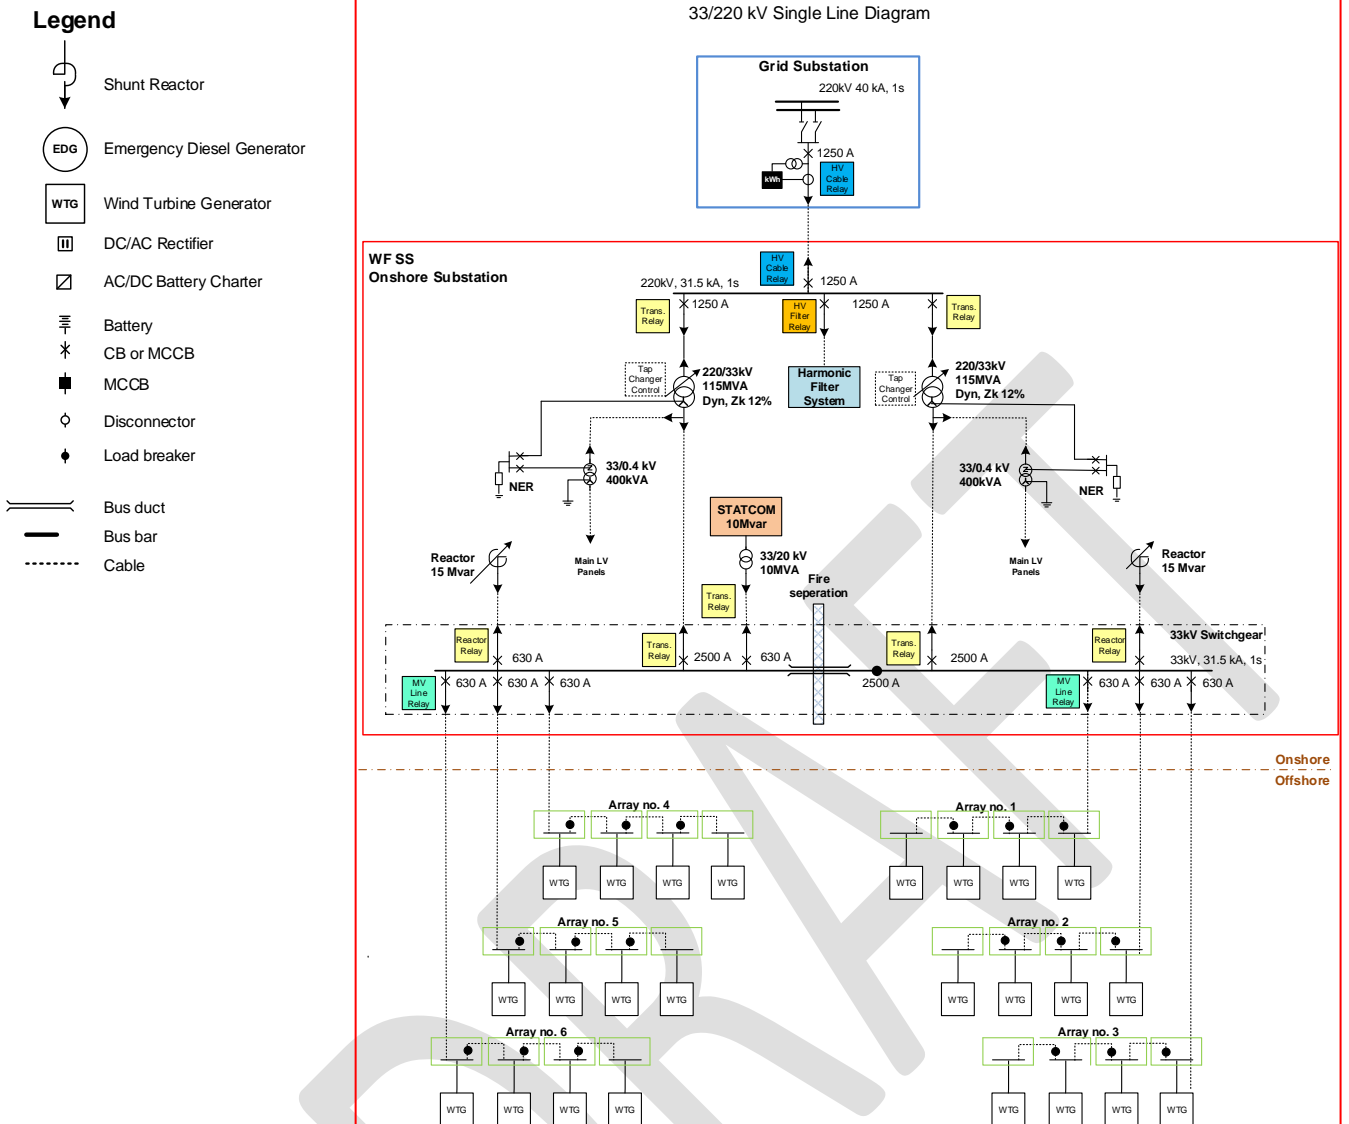 Legend
Shunt Reactor
EDG
Emergency Diesel Generator
WTG
Wind Turbine Generator
DC/AC Rectifier
AC/DC Battery Charter
Battery
CB or MCCB
MCCB
Disconnector
Load breaker
Bus duct
Bus bar
Cable
33/220 kV Single Line Diagram
Grid Substation
220kV 40 kA, 1s
1250 A
kWh
HV
Cable
Relay
WF SS
Onshore Substation
HV
Cable
Relay
1250 A
220kV, 31.5 kA, 1s
Trans.
Relay
1250 A
HV
Filter
Relay
1250 A
Trans.
Relay
Tap
Changer
Control
220/33kV
115MVA
Dyn, Zk 12%
Harmonic
Filter
System
Tap
Changer
Control
220/33kV
115MVA
Dyn, Zk 12%
NER
33/0.4 kV
400kVA
33/0.4 kV
400kVA
NER
STATCOM
10Mvar
Reactor
15 Mvar
Main LV
Panels
33/20 kV
10MVA
Main LV
Panels
Reactor
15 Mvar
Fire
seperation
Trans.
Relay
Reactor
Relay
630 A
Trans.
Relay
2500 A
630 A
Trans.
Relay
2500 A
Reactor
Relay
33kV Switchgear
33kV, 31.5 kA, 1s
MV
Line
Relay
630 A
630 A
630 A
2500 A
MV
Line
Relay
630 A
630 A
630 A
Onshore
Offshore
Array no. 4
WTG
WTG
WTG
WTG
Array no. 1
WTG
WTG
WTG
WTG
Array no. 5
WTG
WTG
WTG
WTG
Array no. 2
WTG
WTG
WTG
WTG
Array no. 6
WTG
WTG
WTG
WTG
Array no. 3
WTG
WTG
WTG
WTG
DRAFT